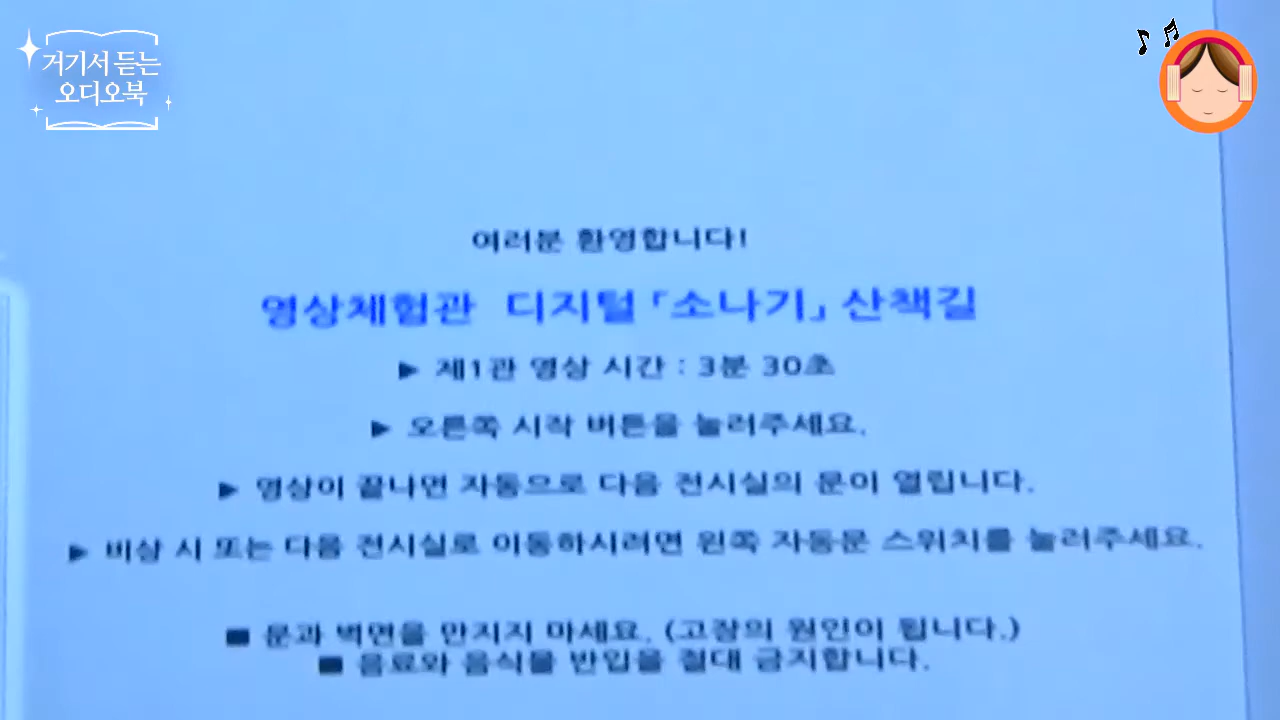 거기서 듣는
오디오북
여러분 환영합니다!
영상체험관 디지털 「소나기」 산책길
▶ 제1관 영상 시간 : 3분 30초
▶ 오른쪽 시작 버튼을 눌러주세요.
▶ 영상이 끝나면 자동으로 다음 전시실의 문이 열립니다.
▶ 비상 시 또는 다음 전시실로 이동하시려면 왼쪽 자동문 스위치를 눌러주세요.
■ 문과 벽면을 만지지 마세요. (고장의 원인이 됩니다.)
■ 음료와 음식물 반입을 절대 금지합니다.